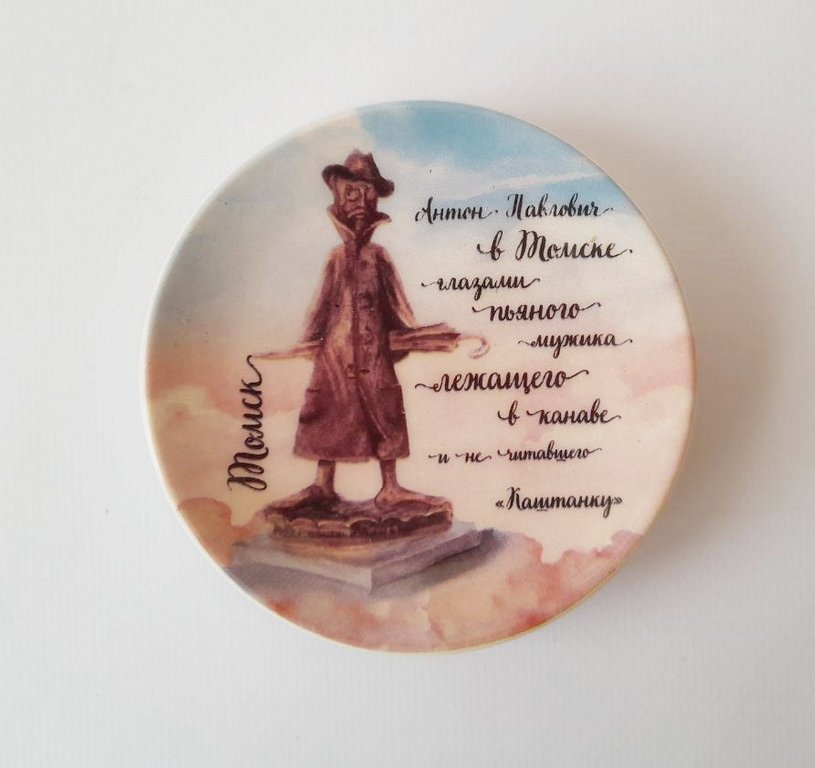 Антон Павлович
в Томске
глазами
пьяного
мужика
лежащего
в канаве
и не читавшего
«Каштанку»
Томск